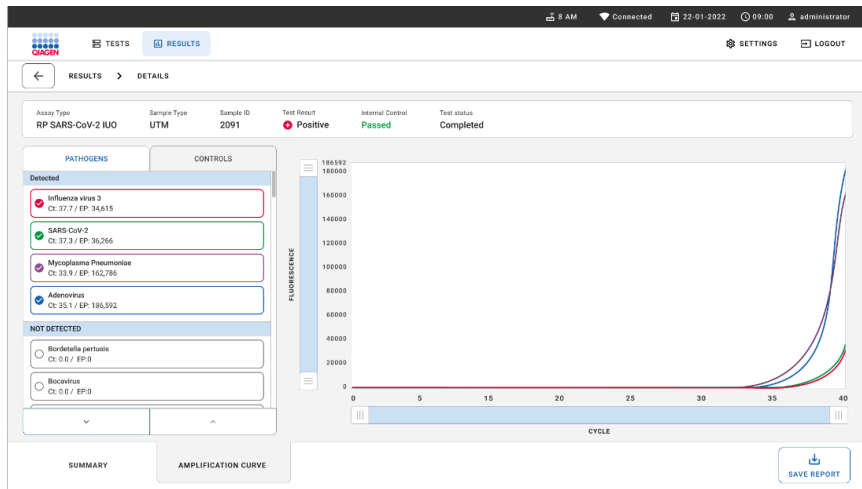 8 AM Connected 22-01-2022 09:00 administrator
QIAGEN TESTS RESULTS SETTINGS LOGOUT
RESULTS > DETAILS
Assay Type Sample Type Sample ID Test Result Internal Control Test status
RP SARS-CoV-2 IUO UTM 2091 Positive Passed Completed
PATHOGENS CONTROLS
Detected
Influenza virus 3
Ct: 37.7 / EP: 34,615
SARS-CoV-2
Ct: 37.3 / EP: 36,266
Mycoplasma Pneumoniae
Ct: 33.9 / EP: 162,786
Adenovirus
Ct: 35.1 / EP: 186,592
NOT DETECTED
Bordetella pertusis
Ct: 0.0 / EP:0
Bocavirus
Ct: 0.0 / EP:0
FLUORESCENCE
186592
180000
160000
140000
120000
100000
80000
60000
40000
20000
0
0 5 15 20 25 30 35 40
CYCLE
SUMMARY AMPLIFICATION CURVE
SAVE REPORT